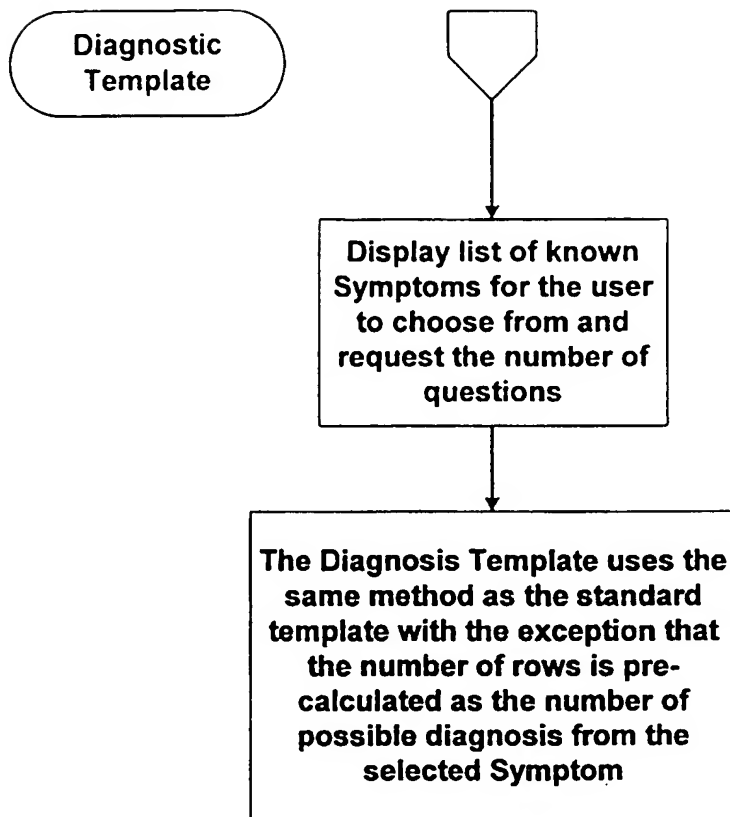 Diagnostic
Template
Display list of known
Symptoms for the user
to choose from and
request the number of
questions
The Diagnosis Template uses the
same method as the standard
template with the exception that
the number of rows is pre-
calculated as the number of
possible diagnosis from the
selected Symptom